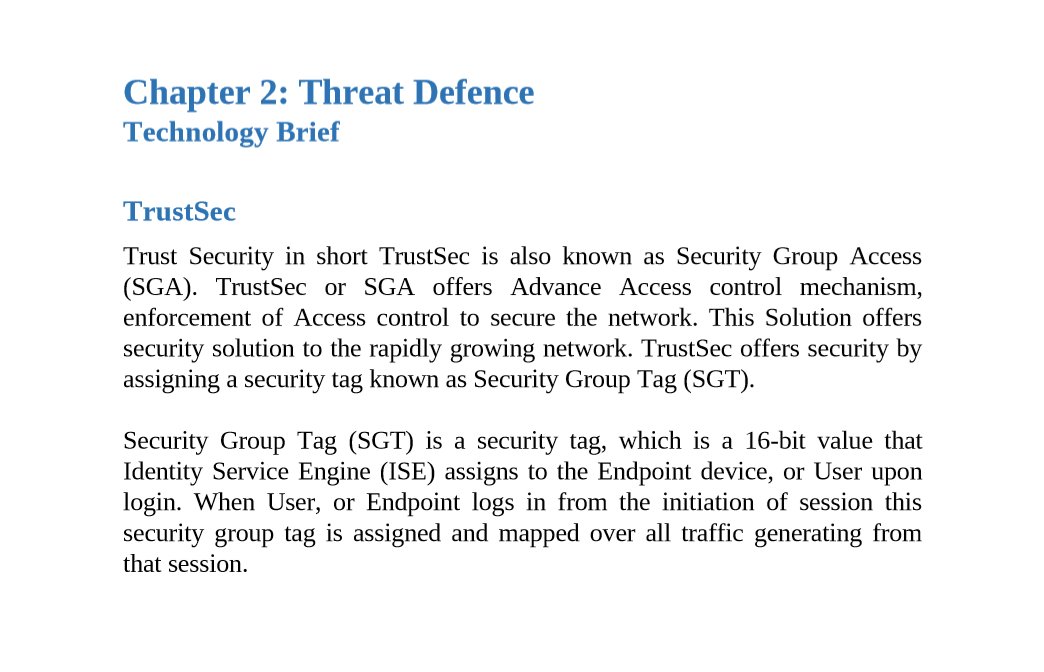 Chapter 2: Threat Defence
Technology Brief
TrustSec
Trust Security in short TrustSec is also known as Security Group Access
(SGA). TrustSec or SGA offers Advance Access control mechanism,
enforcement of Access control to secure the network. This Solution offers
security solution to the rapidly growing network. TrustSec offers security by
assigning a security tag known as Security Group Tag (SGT).
Security Group Tag (SGT) is a security tag, which is a 16-bit value that
Identity Service Engine (ISE) assigns to the Endpoint device, or User upon
login. When User, or Endpoint logs in from the initiation of session this
security group tag is assigned and mapped over all traffic generating from
that session.